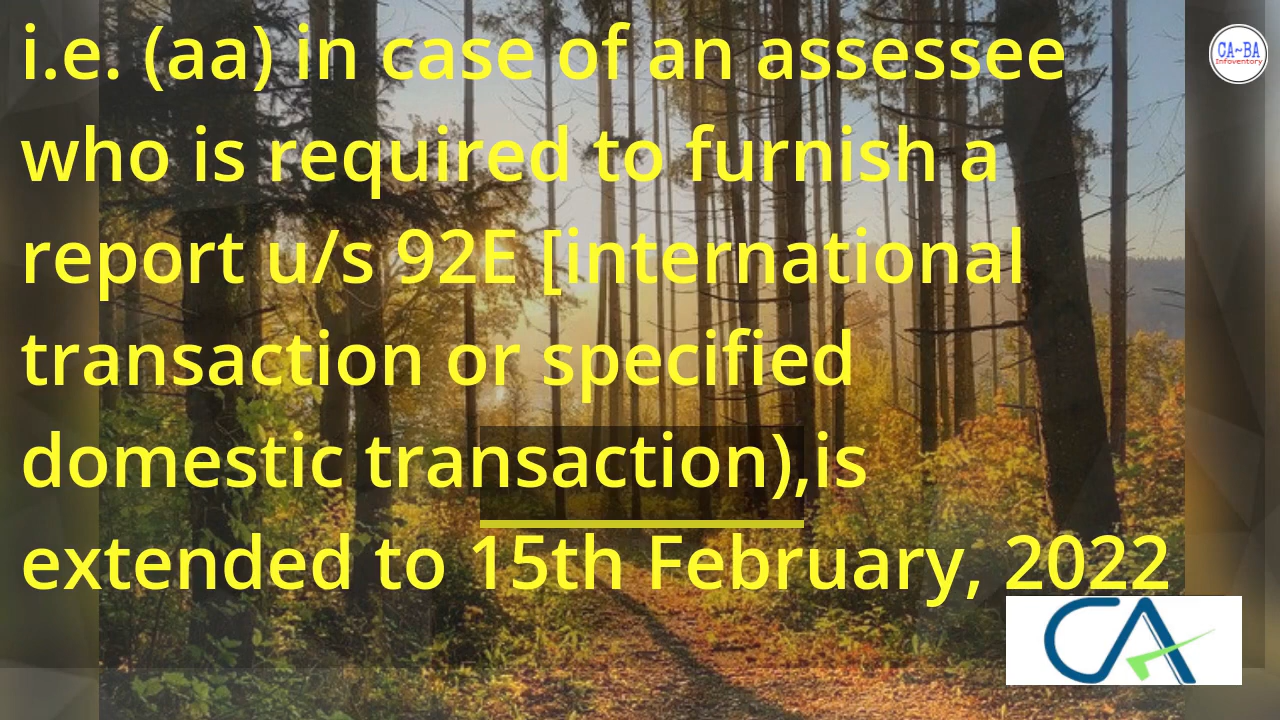 i.e. (aa) in case of an assessee
who is required to furnish a
report u/s 92E [international
transaction or specified
domestic transaction),is
extended to 15th February, 2022
CA~BA
Infoventory
CA